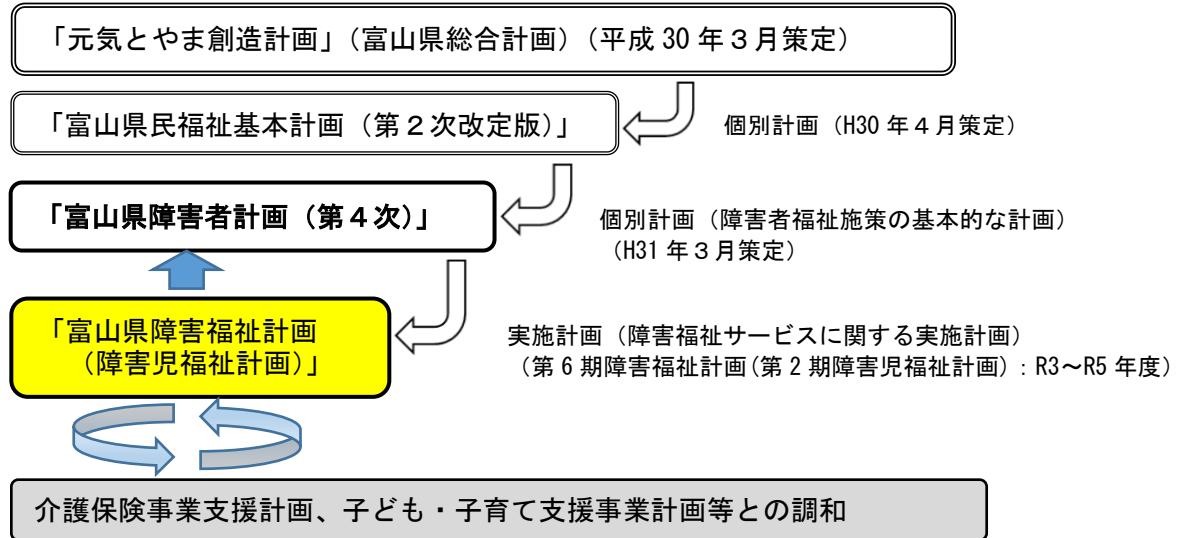 「元気とやま創造計画」（富山県総合計画）（平成 30 年３月策定）
「富山県民福祉基本計画（第２次改定版）」
個別計画（H30 年４月策定）
「富山県障害者計画（第４次）」
個別計画（障害者福祉施策の基本的な計画）
（H31 年３月策定）
「富山県障害福祉計画
（障害児福祉計画）」
実施計画（障害福祉サービスに関する実施計画）
（第 6 期障害福祉計画(第 2 期障害児福祉計画）: R3～R5 年度）
介護保険事業支援計画、子ども・子育て支援事業計画等との調和